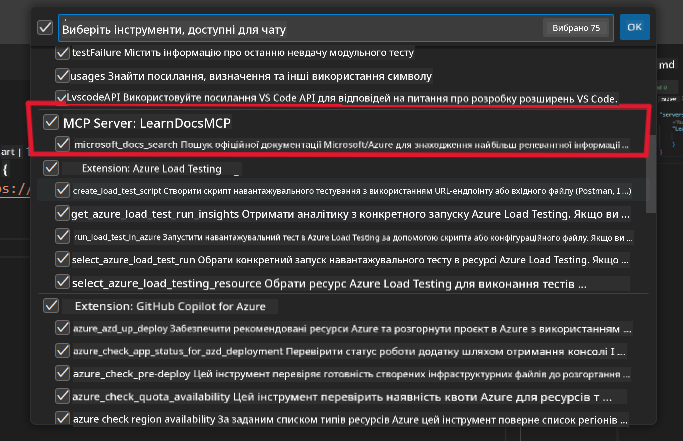 Виберіть інструменти, доступні для чату
Вибрано 75
OK
testFailure Містить інформацію про останню невдачу модульного тесту
usages Знайти посилання, визначення та інші використання символу
vscodeAPI Використовуйте посилання VS Code API для відповідей на питання про розробку розширень VS Code.
MCP Server: LearnDocsMCP
microsoft_docs_search Пошук офіційної документації Microsoft/Azure для знаходження найбільш релевантної інформації ...
Extension: Azure Load Testing
create_load_test_script Створити скрипт навантажувального тестування з використанням URL-ендпоінту або вхідного файлу (Postman, I ...)
get_azure_load_test_run_insights Отримати аналітику з конкретного запуску Azure Load Testing. Якщо ви ...
run_load_test_in_azure Запустити навантажувальний тест в Azure Load Testing за допомогою скрипта або конфігураційного файлу. Якщо ви ...
select_azure_load_test_run Обрати конкретний запуск навантажувального тесту в ресурсі Azure Load Testing. Якщо ...
select_azure_load_testing_resource Обрати ресурс Azure Load Testing для виконання тестів ...
Extension: GitHub Copilot for Azure
azure_azd_up_deploy Забезпечити рекомендовані ресурси Azure та розгорнути проєкт в Azure з використанням ...
azure_check_app_status_for_azd_deployment Перевірити статус роботи додатку шляхом отримання консолі І ...
azure_check_pre-deploy Цей інструмент перевіряє готовність створених інфраструктурних файлів до розгортання ...
azure_check_quota_availability Цей інструмент перевірить наявність квоти Azure для ресурсів т ...
azure check region availability За заданим списком типів ресурсів Azure цей інструмент поверне список регіонів ...
md
art |
{
s://